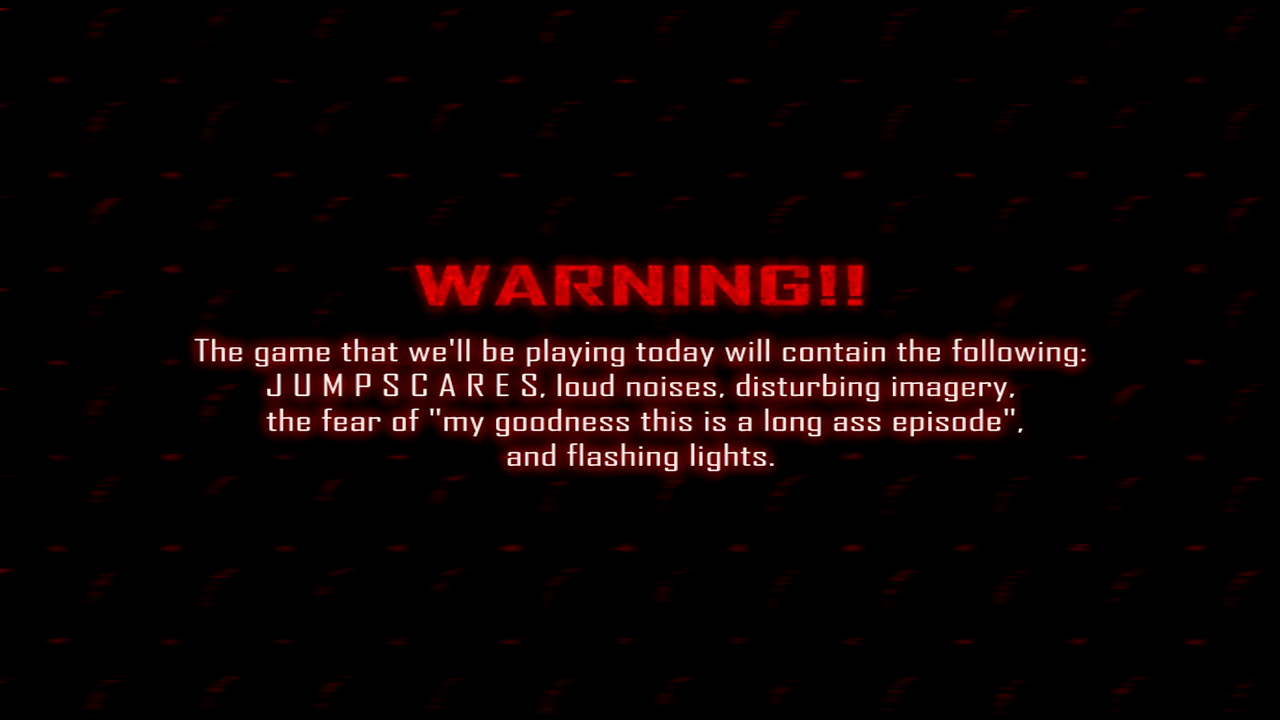 WARNING!!
The game that we'll be playing today will contain the following:
J U M P S C A R E S, loud noises, disturbing imagery,
the fear of "my goodness this is a long ass episode",
and flashing lights.